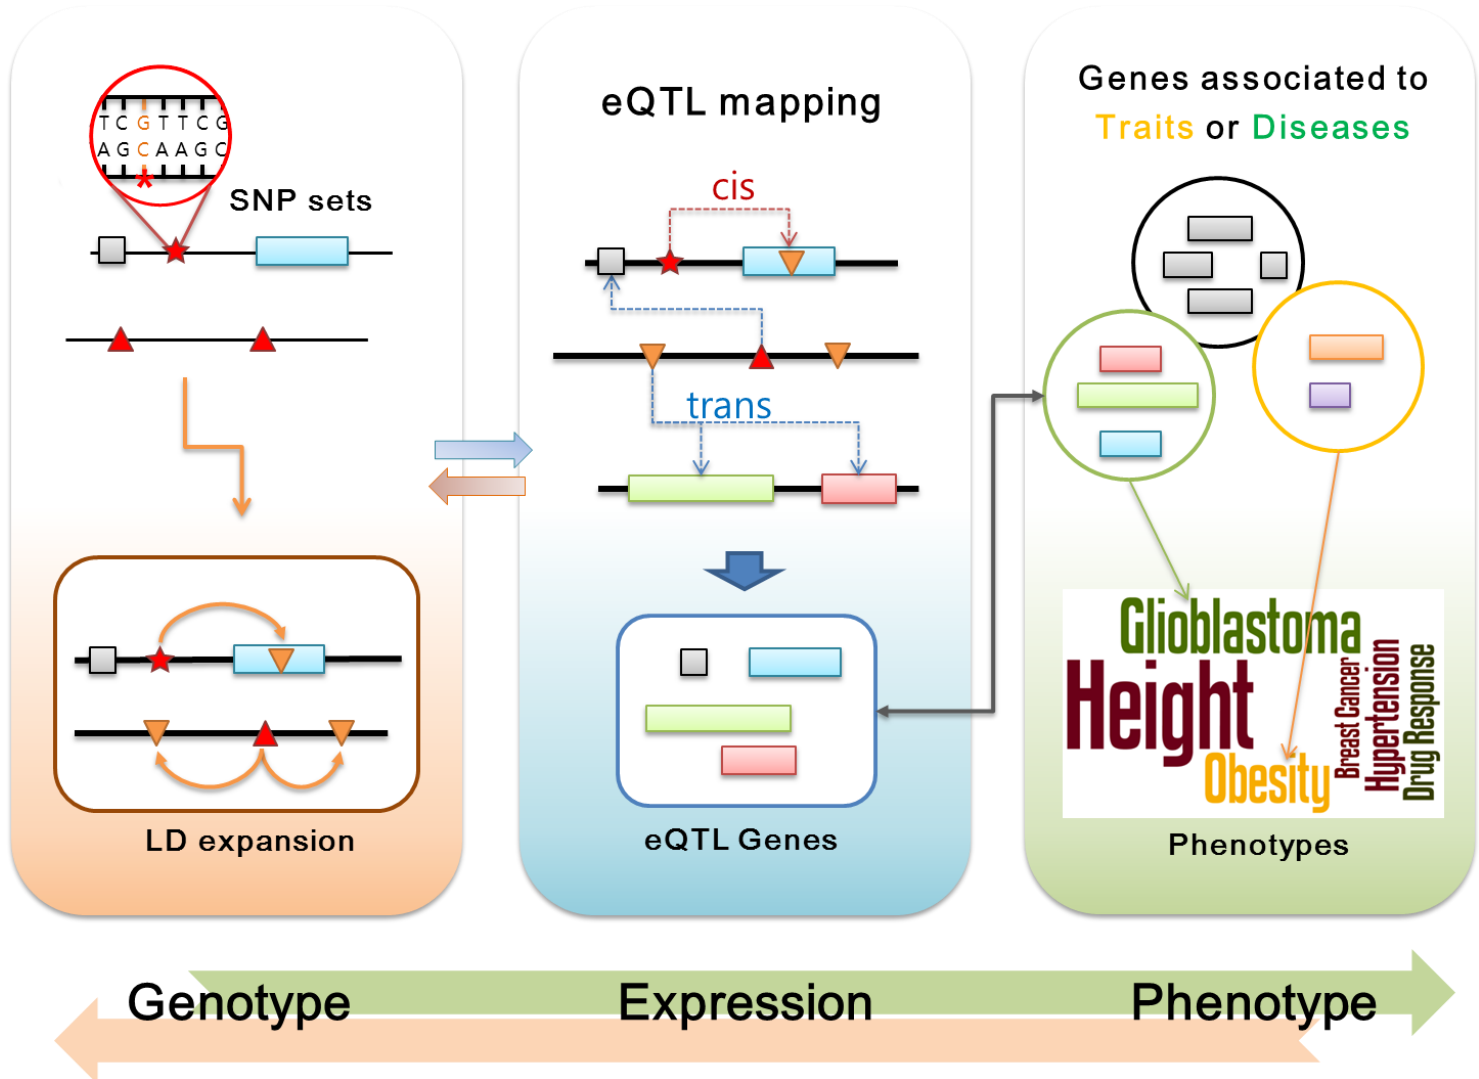 TCGTTCG
AGCAAGC
*
SNP sets
LD expansion
eQTL mapping
cis
trans
eQTL Genes
Genes associated to
Traits or Diseases
Glioblastoma
Height
Obesity
Breast Cancer
Hypertension
Drug Response
Phenotypes
Genotype
Expression
Phenotype